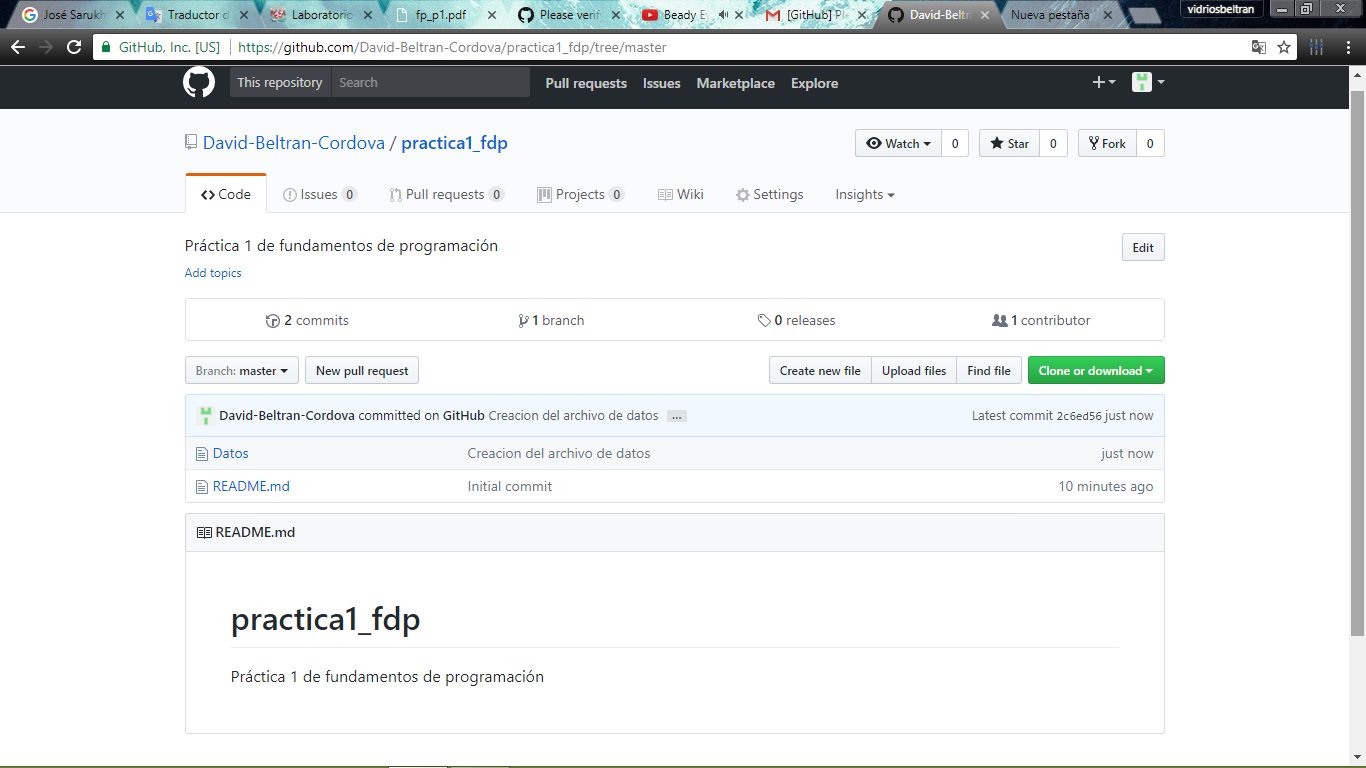 José Sarukh Traductor d Laboratorio fp_p1.pdf Please verif Beady E [GitHub] Pl David-Beltr Nueva pestaña vidriosbeltran
GitHub, Inc. [US] https://github.com/David-Beltran-Cordova/practica1_fdp/tree/master
This repository Search Pull requests Issues Marketplace Explore
David-Beltran-Cordova / practica1_fdp Watch 0 Star 0 Fork 0
Code Issues 0 Pull requests 0 Projects 0 Wiki Settings Insights
Práctica 1 de fundamentos de programación Edit
Add topics
2 commits 1 branch 0 releases 1 contributor
Branch: master New pull request Create new file Upload files Find file Clone or download
David-Beltran-Cordova committed on GitHub Creacion del archivo de datos ... Latest commit 2c6ed56 just now
Datos Creacion del archivo de datos just now
README.md Initial commit 10 minutes ago
README.md
practica1_fdp
Práctica 1 de fundamentos de programación